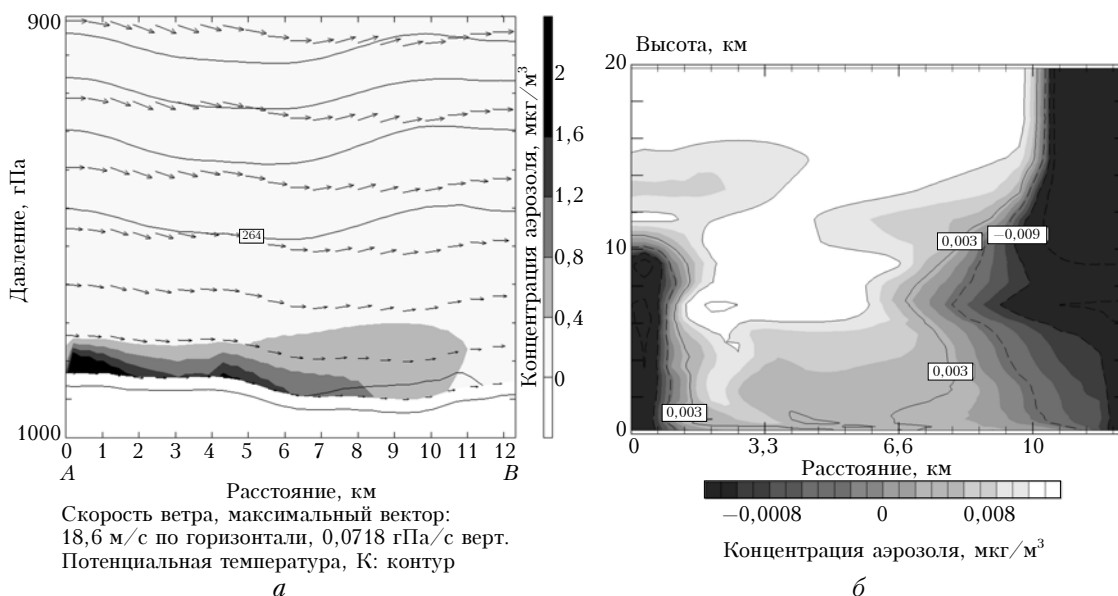 900
Давление, гПа
264
1000
0 1 2 3 4 5 6 7 8 9 10 11 12
A B
Расстояние, км
Скорость ветра, максимальный вектор:
18,6 м/с по горизонтали, 0,0718 гПа/с верт.
Потенциальная температура, К: контур
а
Концентрация аэрозоля, мкг/м³
2
1,6
1,2
0,8
0,4
0
Высота, км
20
10
0
0,003
−0,009
0,003
0,003
0 3,3 6,6 10
Расстояние, км
−0,0008 0 0,008
Концентрация аэрозоля, мкг/м³
б